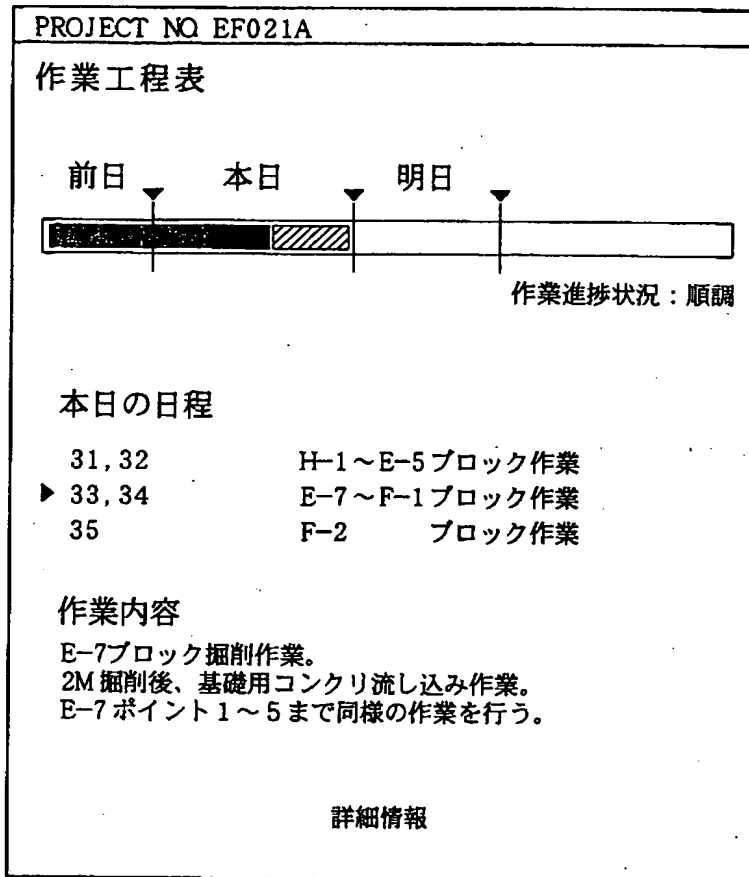 PROJECT NO. EF021A
作業工程表
前日 本日 明日
作業進捗状況:順調
本日の日程
31,32 H-1~E-5ブロック作業
▶ 33,34 E-7~F-1ブロック作業
35 F-2 ブロック作業
作業内容
E-7ブロック掘削作業。
2M掘削後、基礎用コンクリ流し込み作業。
E-7ポイント1~5まで同様の作業を行う。
詳細情報